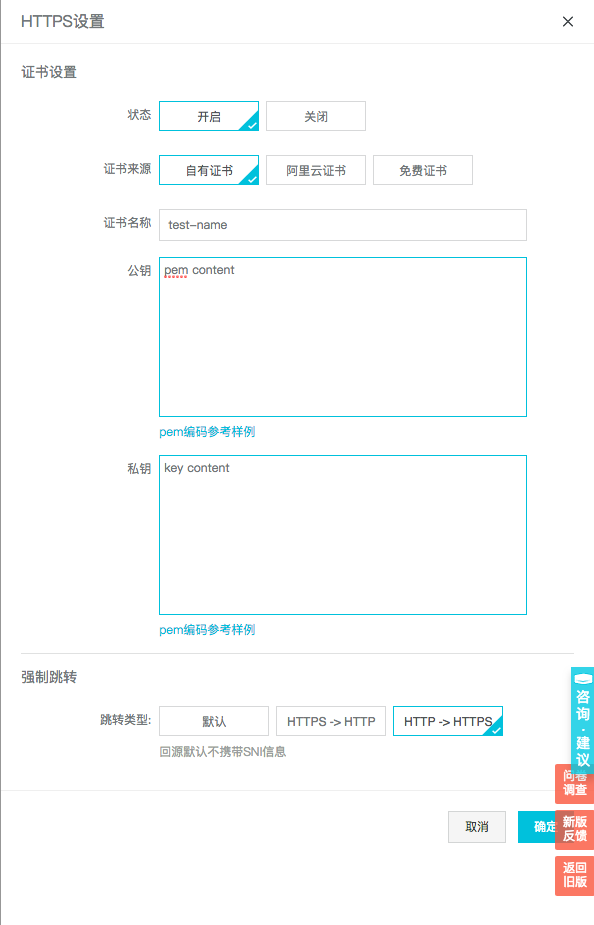 HTTPS设置
证书设置
状态 开启 关闭
证书来源 自有证书 阿里云证书 免费证书
证书名称 test-name
公钥 pem content
pem编码参考样例
私钥 key content
pem编码参考样例
强制跳转
跳转类型: 默认 HTTPS -> HTTP HTTP -> HTTPS
回源默认不携带SNI信息
取消 确定
咨询-建议
问卷
调查
新版
反馈
返回
旧版